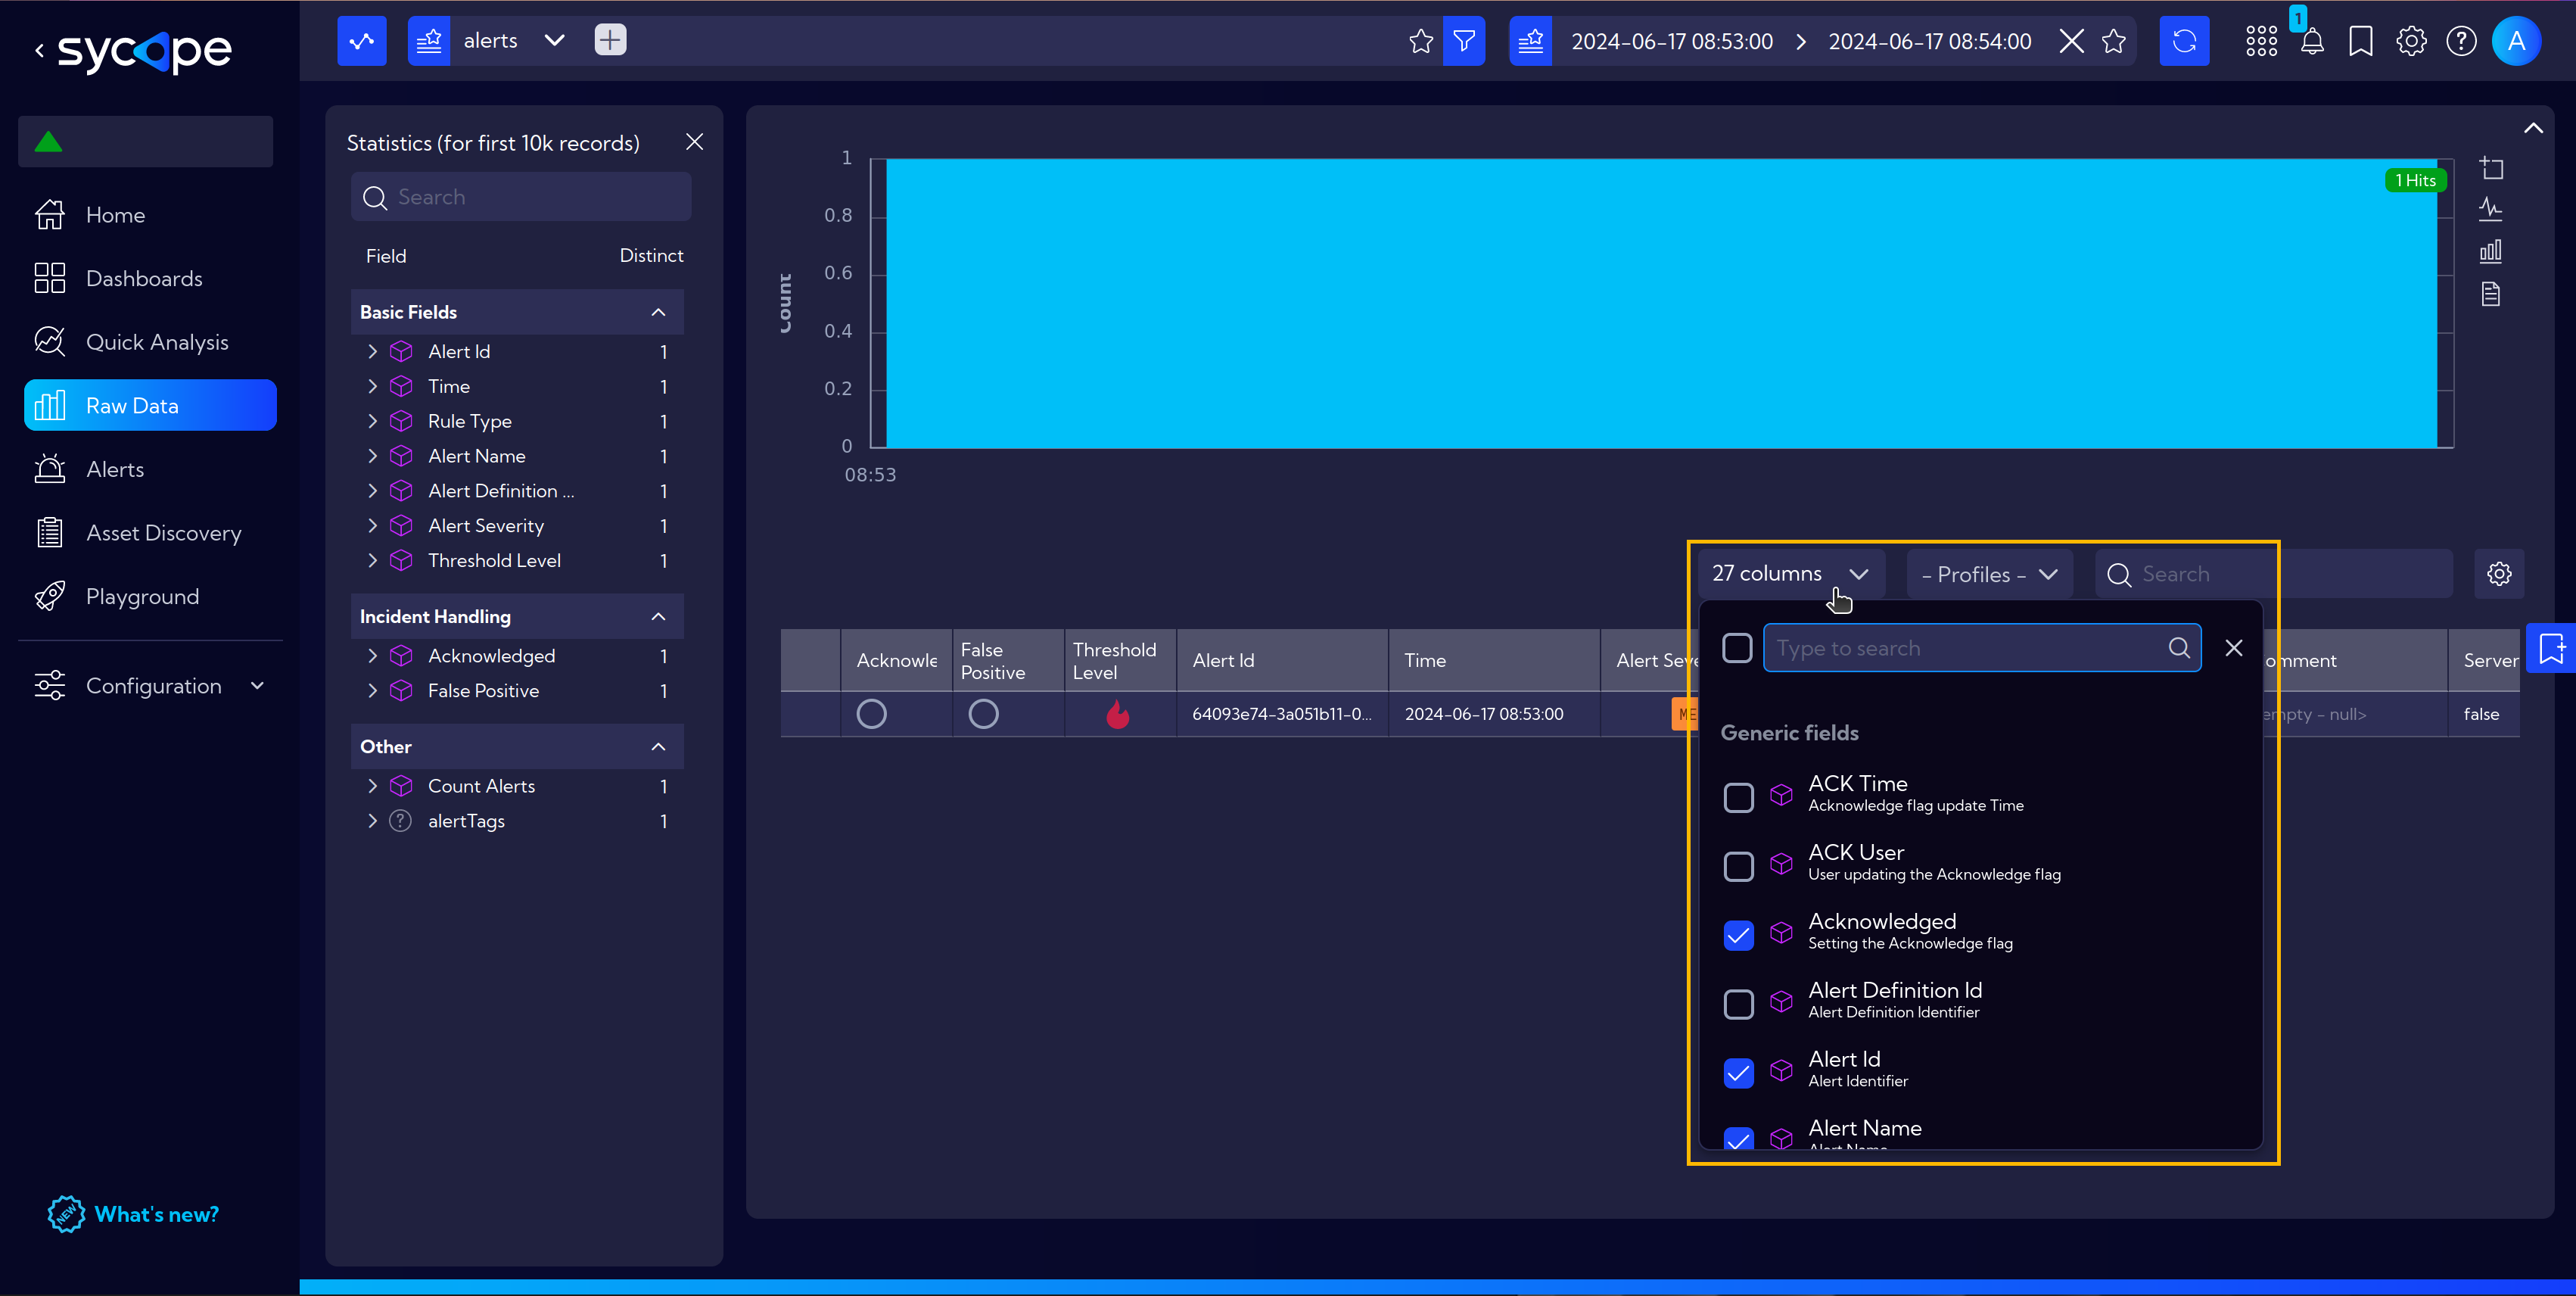 sycope
alerts
2024-06-17 08:53:00 > 2024-06-17 08:54:00
1
A
Home
Dashboards
Quick Analysis
Raw Data
Alerts
Asset Discovery
Playground
Configuration
NEW What's new?
Statistics (for first 10k records)
Search
Field Distinct
Basic Fields
Alert Id 1
Time 1
Rule Type 1
Alert Name 1
Alert Definition ... 1
Alert Severity 1
Threshold Level 1
Incident Handling
Acknowledged 1
False Positive 1
Other
Count Alerts 1
alertTags 1
Count
1
0.8
0.6
0.4
0.2
0
08:53
1 Hits
27 columns
- Profiles -
Search
Acknowle
False Positive
Threshold Level
Alert Id
Time
Alert Seve
omment
Server
64093e74-3a051b11-0...
2024-06-17 08:53:00
ME
empty - null>
false
Type to search
Generic fields
ACK Time
Acknowledge flag update Time
ACK User
User updating the Acknowledge flag
Acknowledged
Setting the Acknowledge flag
Alert Definition Id
Alert Definition Identifier
Alert Id
Alert Identifier
Alert Name
Alert Name